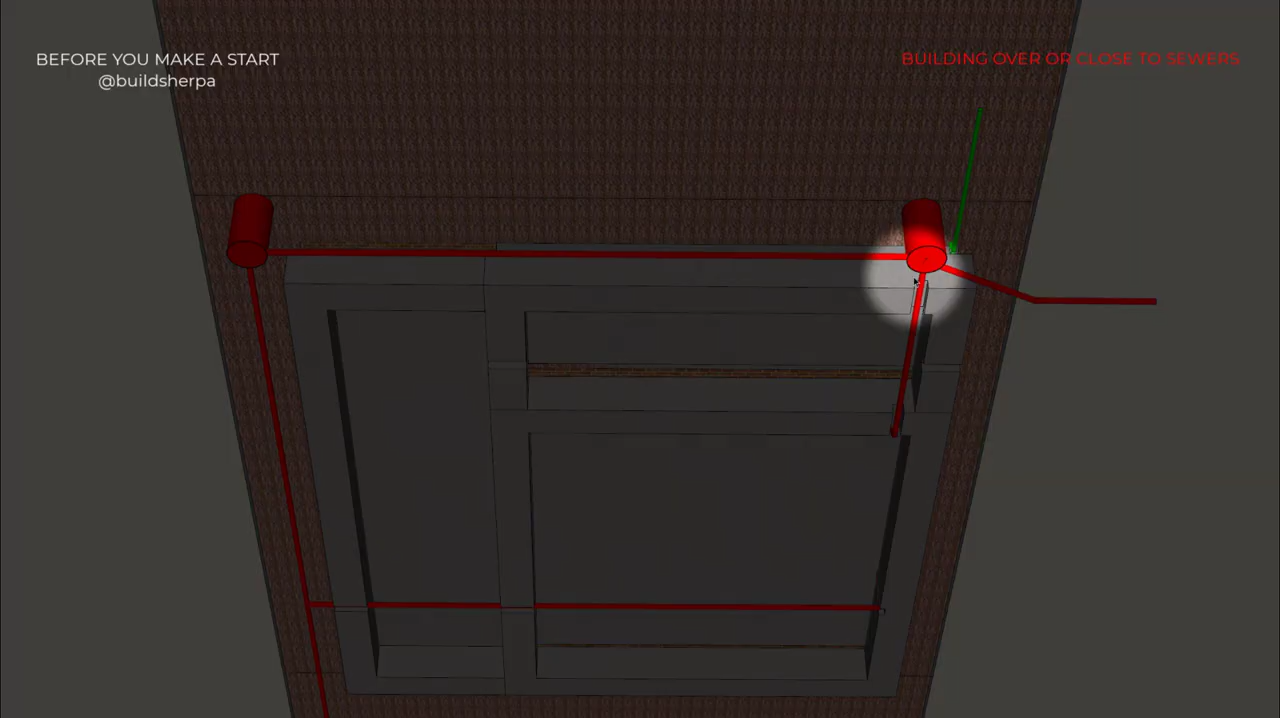 BEFORE YOU MAKE A START
@buildsherpa
BUILDING OVER OR CLOSE TO SEWERS